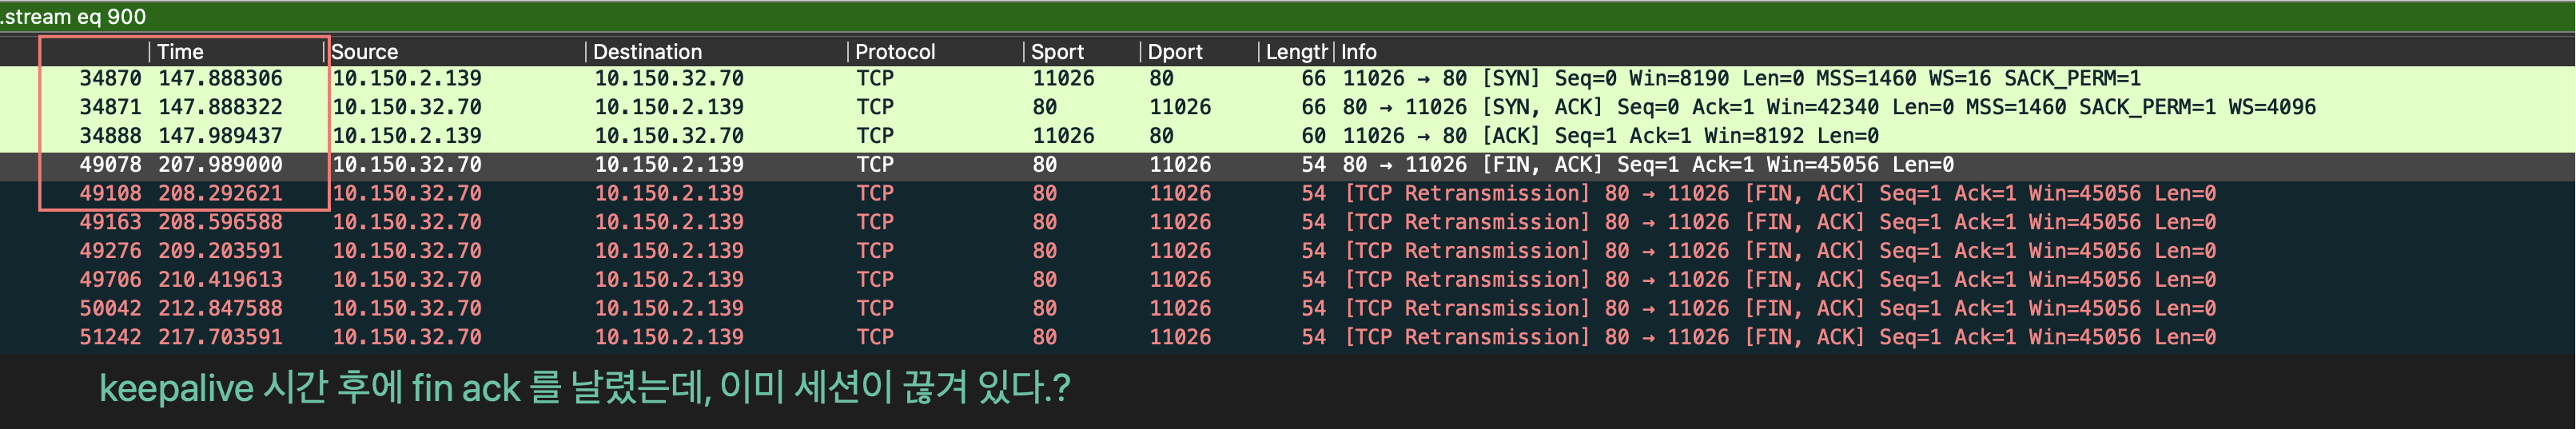 .stream eq 900
Time Source Destination Protocol Sport Dport Length Info
34870 147.888306 10.150.2.139 10.150.32.70 TCP 11026 80 66 11026 → 80 [SYN] Seq=0 Win=8190 Len=0 MSS=1460 WS=16 SACK_PERM=1
34871 147.888322 10.150.32.70 10.150.2.139 TCP 80 11026 66 80 → 11026 [SYN, ACK] Seq=0 Ack=1 Win=42340 Len=0 MSS=1460 SACK_PERM=1 WS=4096
34888 147.989437 10.150.2.139 10.150.32.70 TCP 11026 80 60 11026 → 80 [ACK] Seq=1 Ack=1 Win=8192 Len=0
49078 207.989000 10.150.32.70 10.150.2.139 TCP 80 11026 54 80 → 11026 [FIN, ACK] Seq=1 Ack=1 Win=45056 Len=0
49108 208.292621 10.150.32.70 10.150.2.139 TCP 80 11026 54 [TCP Retransmission] 80 → 11026 [FIN, ACK] Seq=1 Ack=1 Win=45056 Len=0
49163 208.596588 10.150.32.70 10.150.2.139 TCP 80 11026 54 [TCP Retransmission] 80 → 11026 [FIN, ACK] Seq=1 Ack=1 Win=45056 Len=0
49276 209.203591 10.150.32.70 10.150.2.139 TCP 80 11026 54 [TCP Retransmission] 80 → 11026 [FIN, ACK] Seq=1 Ack=1 Win=45056 Len=0
49706 210.419613 10.150.32.70 10.150.2.139 TCP 80 11026 54 [TCP Retransmission] 80 → 11026 [FIN, ACK] Seq=1 Ack=1 Win=45056 Len=0
50042 212.847588 10.150.32.70 10.150.2.139 TCP 80 11026 54 [TCP Retransmission] 80 → 11026 [FIN, ACK] Seq=1 Ack=1 Win=45056 Len=0
51242 217.703591 10.150.32.70 10.150.2.139 TCP 80 11026 54 [TCP Retransmission] 80 → 11026 [FIN, ACK] Seq=1 Ack=1 Win=45056 Len=0
keepalive 시간 후에 fin ack 를 날렸는데, 이미 세션이 끊겨 있다.?